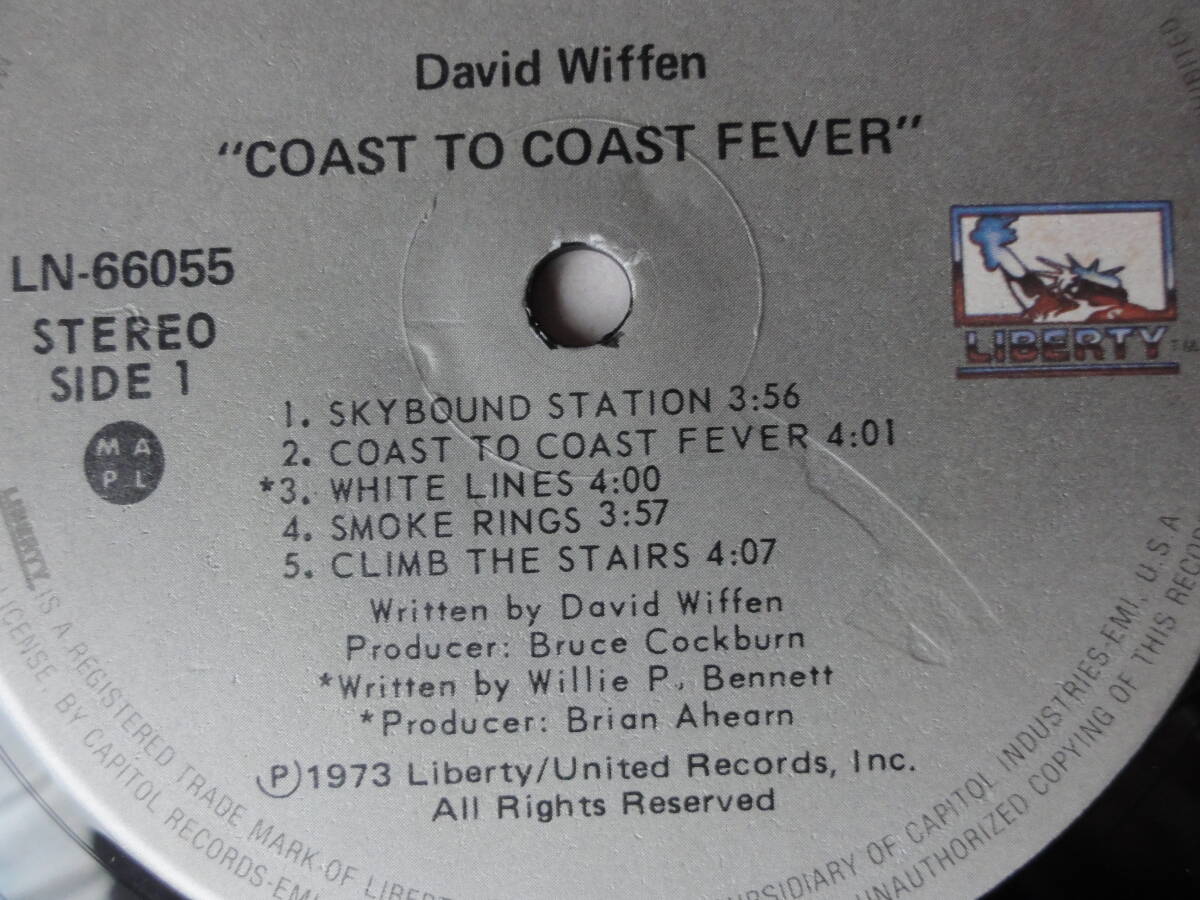 David Wiffen
"COAST TO COAST FEVER"
LN-66055
STEREO
SIDE 1
MAPL
LIBERTY T.M.
1. SKYBOUND STATION 3:56
2. COAST TO COAST FEVER 4:01
*3. WHITE LINES 4:00
4. SMOKE RINGS 3:57
5. CLIMB THE STAIRS 4:07
Written by David Wiffen
Producer: Bruce Cockburn
*Written by Willie P. Bennett
*Producer: Brian Ahearn
℗1973 Liberty/United Records, Inc.
All Rights Reserved
LIBERTY IS A REGISTERED TRADE MARK OF
LICENSE, BY CAPITOL RECORDS-EMI
OF CAPITOL INDUSTRIES-EMI, U.S.A
UNAUTHORIZED COPYING OF THIS